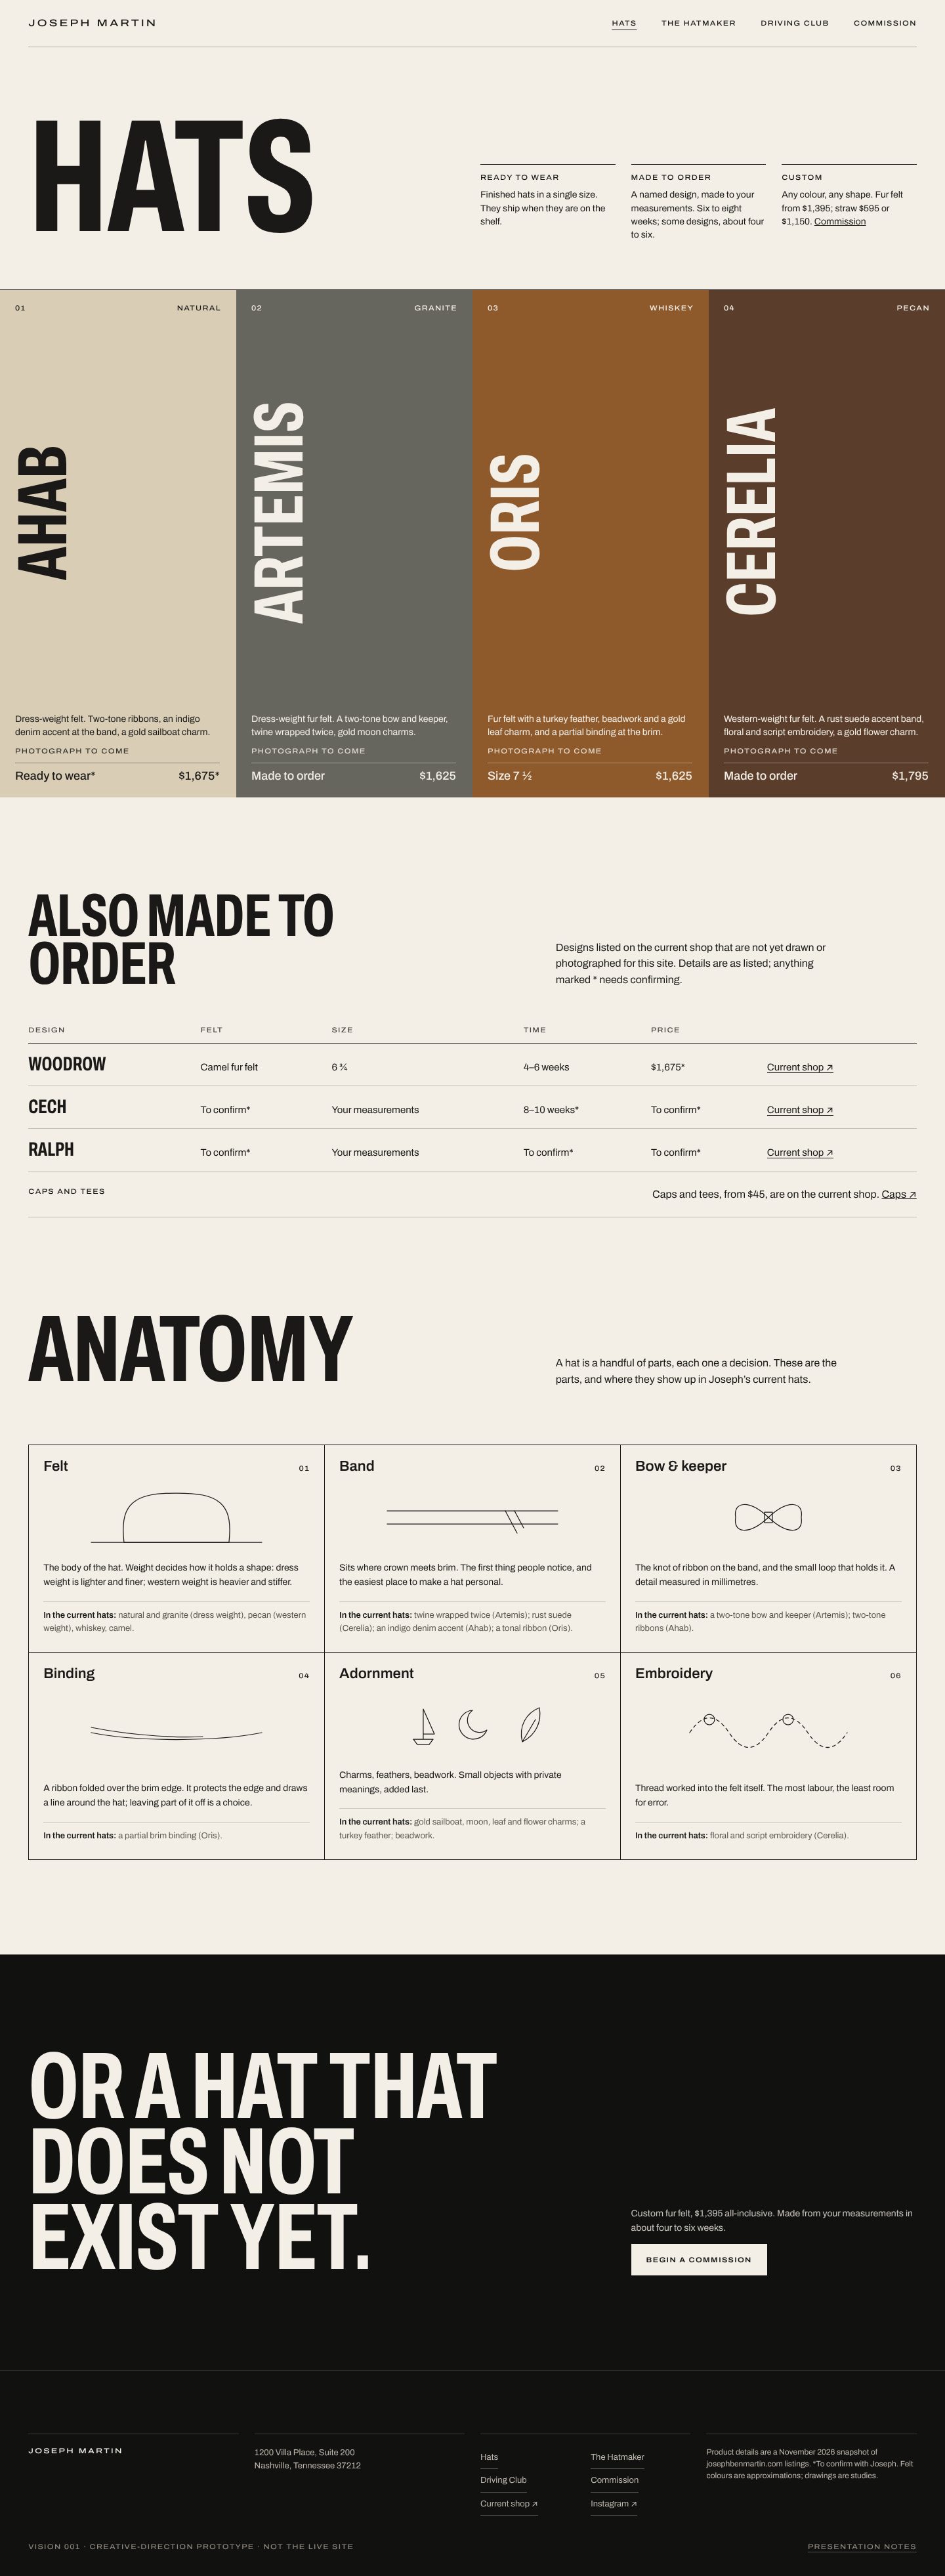 JOSEPH MARTIN
HATS THE HATMAKER DRIVING CLUB COMMISSION
HATS
READY TO WEAR
Finished hats in a single size.
They ship when they are on the
shelf.
MADE TO ORDER
A named design, made to your
measurements. Six to eight
weeks; some designs, about four
to six.
CUSTOM
Any colour, any shape. Fur felt
from $1,395; straw $595 or
$1,150. Commission
01 NATURAL
AHAB
Dress-weight felt. Two-tone ribbons, an indigo
denim accent at the band, a gold sailboat charm.
PHOTOGRAPH TO COME
Ready to wear* $1,675*
02 GRANITE
ARTEMIS
Dress-weight fur felt. A two-tone bow and keeper,
twine wrapped twice, gold moon charms.
PHOTOGRAPH TO COME
Made to order $1,625
03 WHISKEY
ORIS
Fur felt with a turkey feather, beadwork and a gold
leaf charm, and a partial binding at the brim.
PHOTOGRAPH TO COME
Size 7 ½ $1,625
04 PECAN
CERELIA
Western-weight fur felt. A rust suede accent band,
floral and script embroidery, a gold flower charm.
PHOTOGRAPH TO COME
Made to order $1,795
ALSO MADE TO
ORDER
Designs listed on the current shop that are not yet drawn or
photographed for this site. Details are as listed; anything
marked * needs confirming.
DESIGN FELT SIZE TIME PRICE
WOODROW Camel fur felt 6 ¾ 4–6 weeks $1,675* Current shop ↗
CECH To confirm* Your measurements 8–10 weeks* To confirm* Current shop ↗
RALPH To confirm* Your measurements To confirm* To confirm* Current shop ↗
CAPS AND TEES Caps and tees, from $45, are on the current shop. Caps ↗
ANATOMY
A hat is a handful of parts, each one a decision. These are the
parts, and where they show up in Joseph’s current hats.
Felt 01
The body of the hat. Weight decides how it holds a shape: dress
weight is lighter and finer; western weight is heavier and stiffer.
In the current hats: natural and granite (dress weight), pecan (western
weight), whiskey, camel.
Band 02
Sits where crown meets brim. The first thing people notice, and
the easiest place to make a hat personal.
In the current hats: twine wrapped twice (Artemis); rust suede
(Cerelia); an indigo denim accent (Ahab); a tonal ribbon (Oris).
Bow & keeper 03
The knot of ribbon on the band, and the small loop that holds it. A
detail measured in millimetres.
In the current hats: a two-tone bow and keeper (Artemis); two-tone
ribbons (Ahab).
Binding 04
A ribbon folded over the brim edge. It protects the edge and draws
a line around the hat; leaving part of it off is a choice.
In the current hats: a partial brim binding (Oris).
Adornment 05
Charms, feathers, beadwork. Small objects with private
meanings, added last.
In the current hats: gold sailboat, moon, leaf and flower charms; a
turkey feather; beadwork.
Embroidery 06
Thread worked into the felt itself. The most labour, the least room
for error.
In the current hats: floral and script embroidery (Cerelia).
OR A HAT THAT
DOES NOT
EXIST YET.
Custom fur felt, $1,395 all-inclusive. Made from your measurements in
about four to six weeks.
BEGIN A COMMISSION
JOSEPH MARTIN
1200 Villa Place, Suite 200
Nashville, Tennessee 37212
Hats The Hatmaker
Driving Club Commission
Current shop ↗ Instagram ↗
Product details are a November 2026 snapshot of
josephbenmartin.com listings. *To confirm with Joseph. Felt
colours are approximations; drawings are studies.
VISION 001 · CREATIVE-DIRECTION PROTOTYPE · NOT THE LIVE SITE
PRESENTATION NOTES